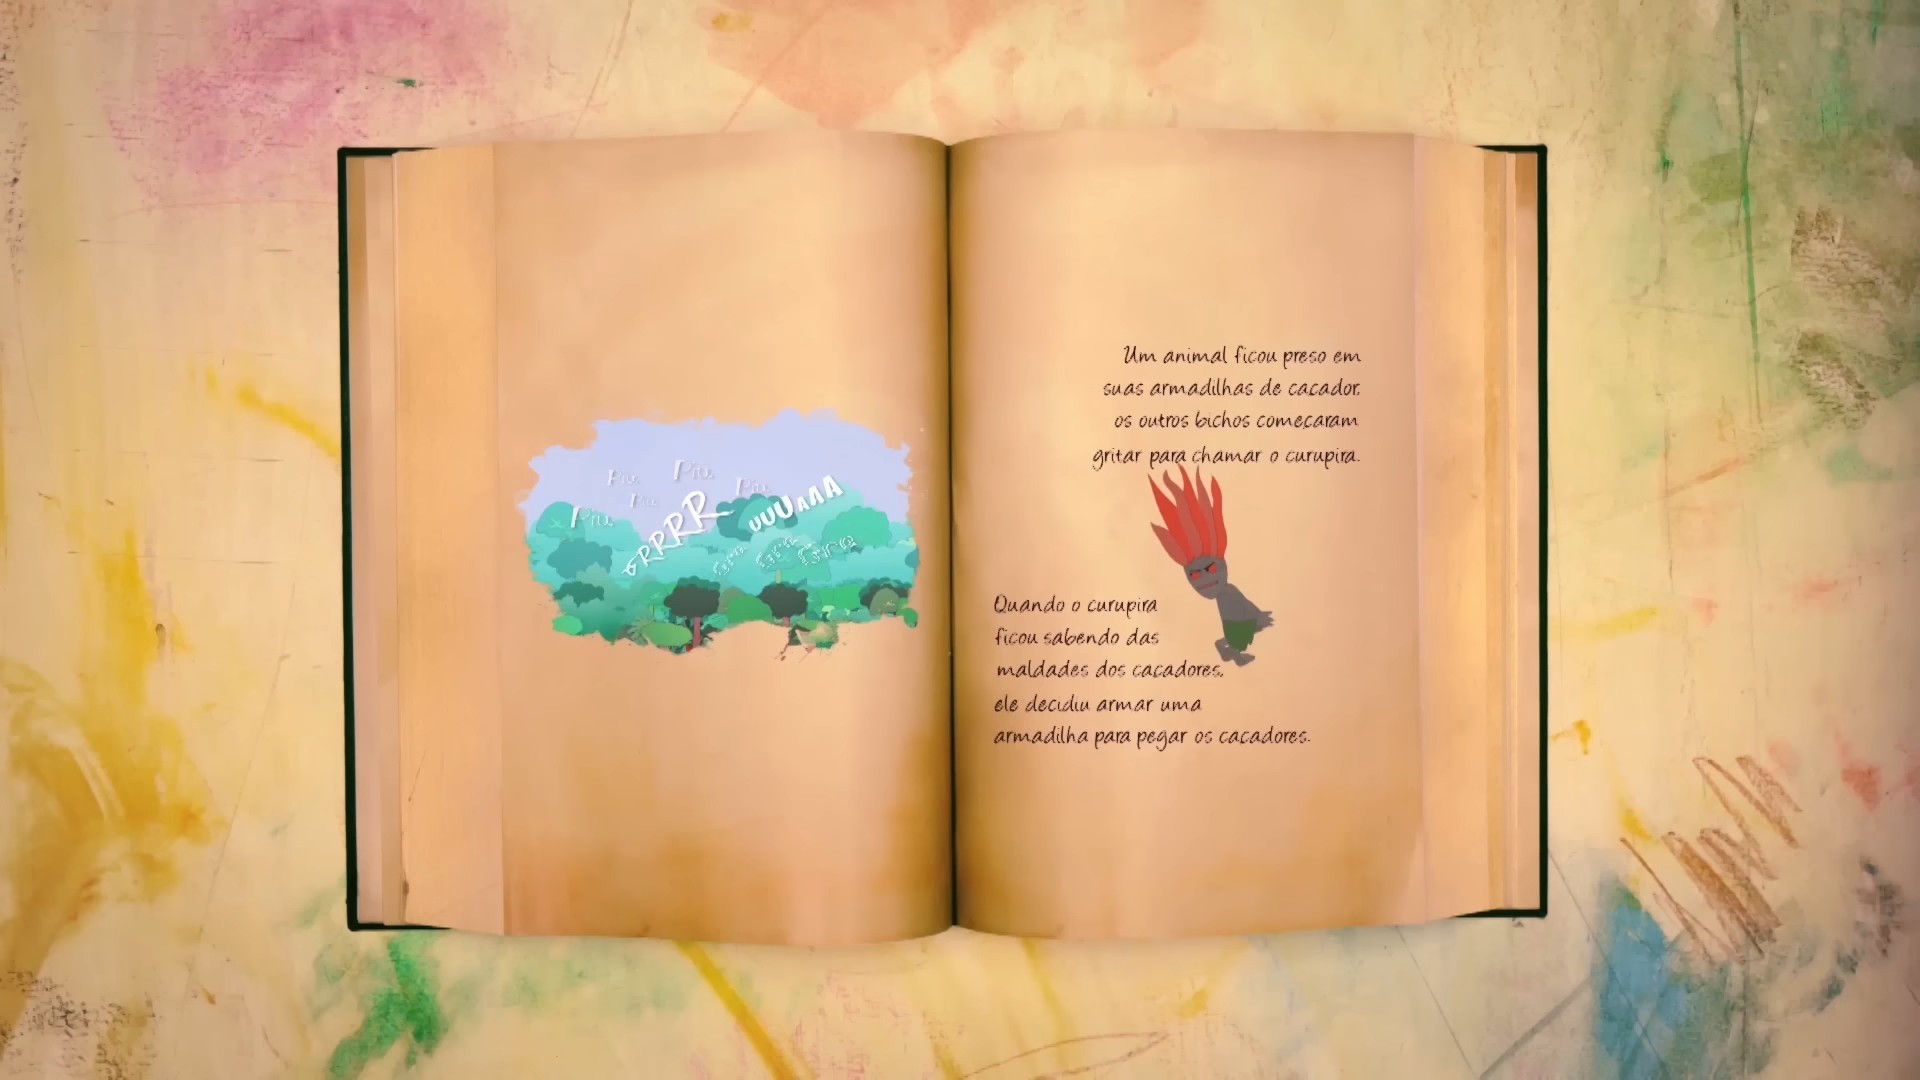 Piu Piu
Piu Piu
Piu
GRRRR
UUUAAAA
Um animal ficou preso em
suas armadilhas de cacador,
os outros bichos comecaram
gritar para chamar o curupira.
Quando o curupira
ficou sabendo das
maldades dos cacadores,
ele decidiu armar uma
armadilha para pegar os cacadores.